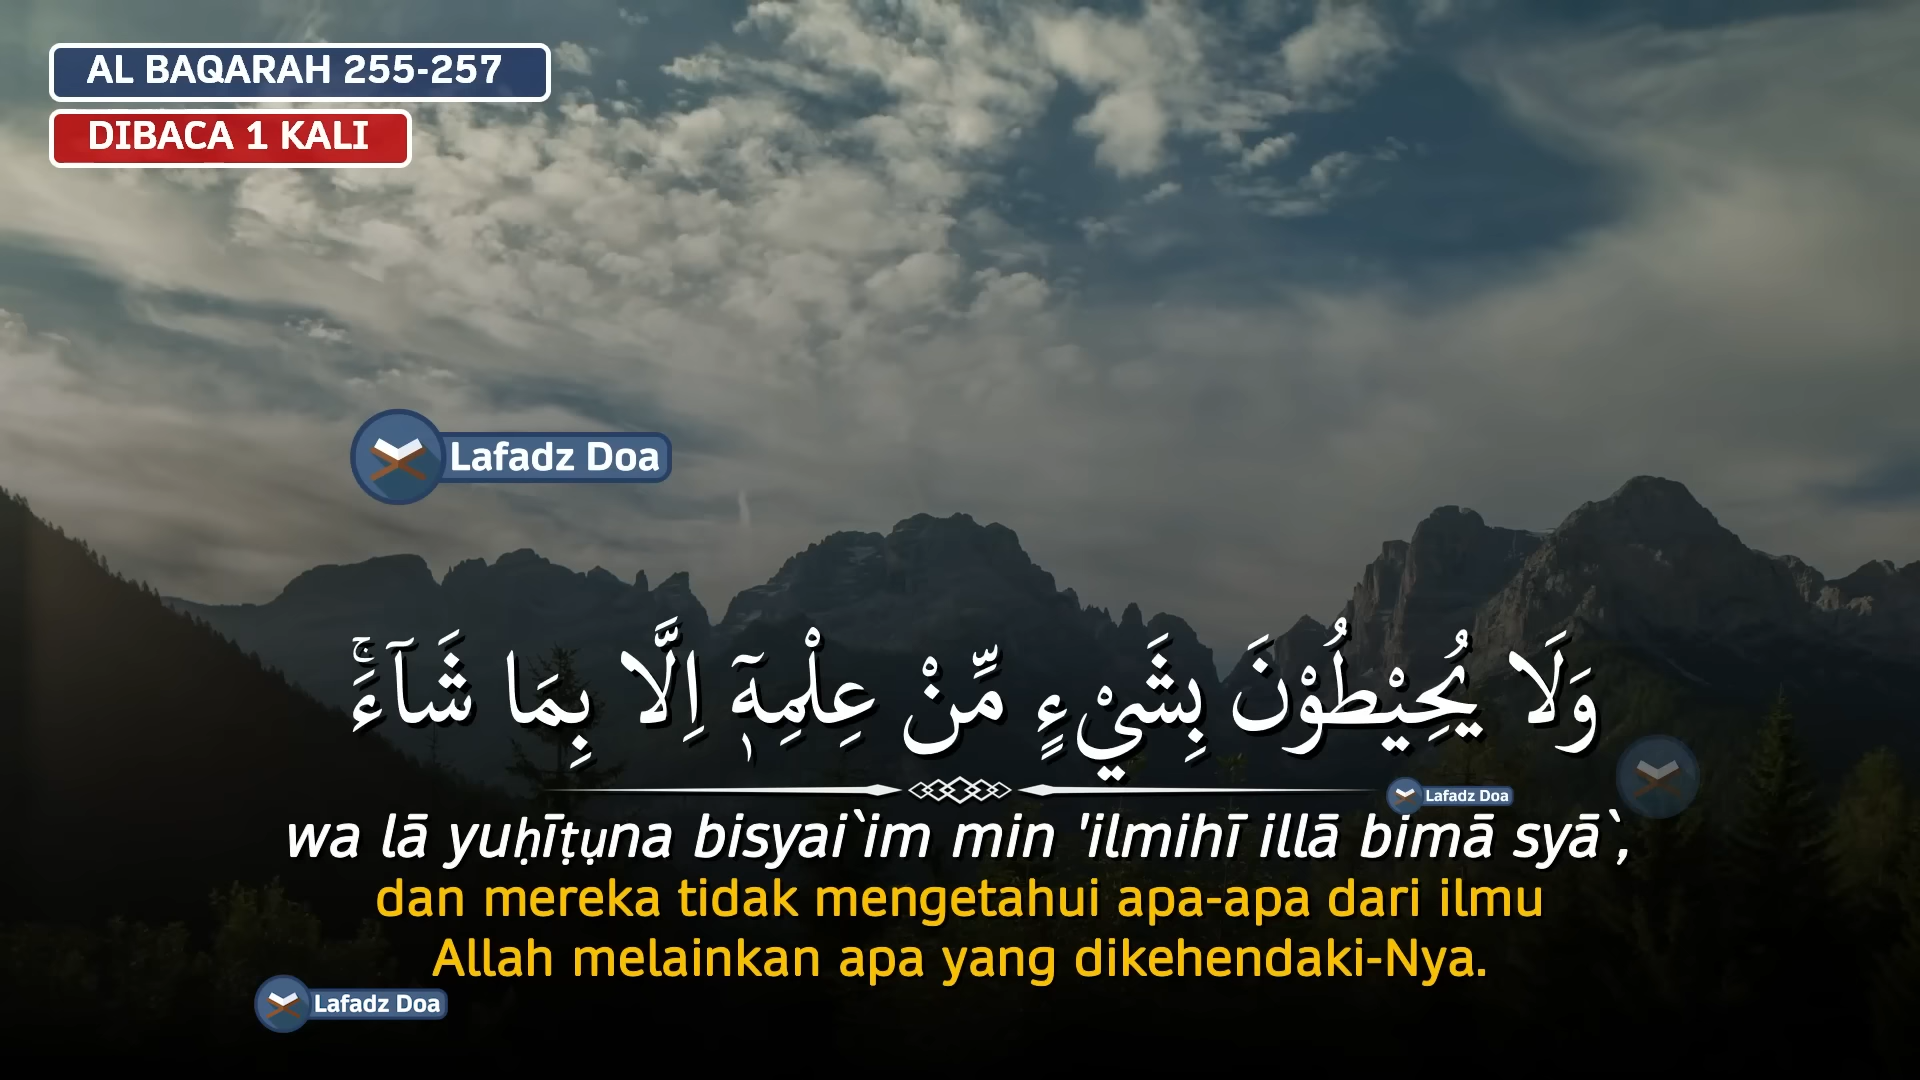 AL BAQARAH 255-257
DIBACA 1 KALI
Lafadz Doa
وَلَا يُحِيْطُوْنَ بِشَيْءٍ مِّنْ عِلْمِهٖٓ اِلَّا بِمَا شَاۤءَۚ
Lafadz Doa
wa lā yuḥīṭụna bisyai`im min 'ilmihī illā bimā syā`,
dan mereka tidak mengetahui apa-apa dari ilmu
Allah melainkan apa yang dikehendaki-Nya.
Lafadz Doa